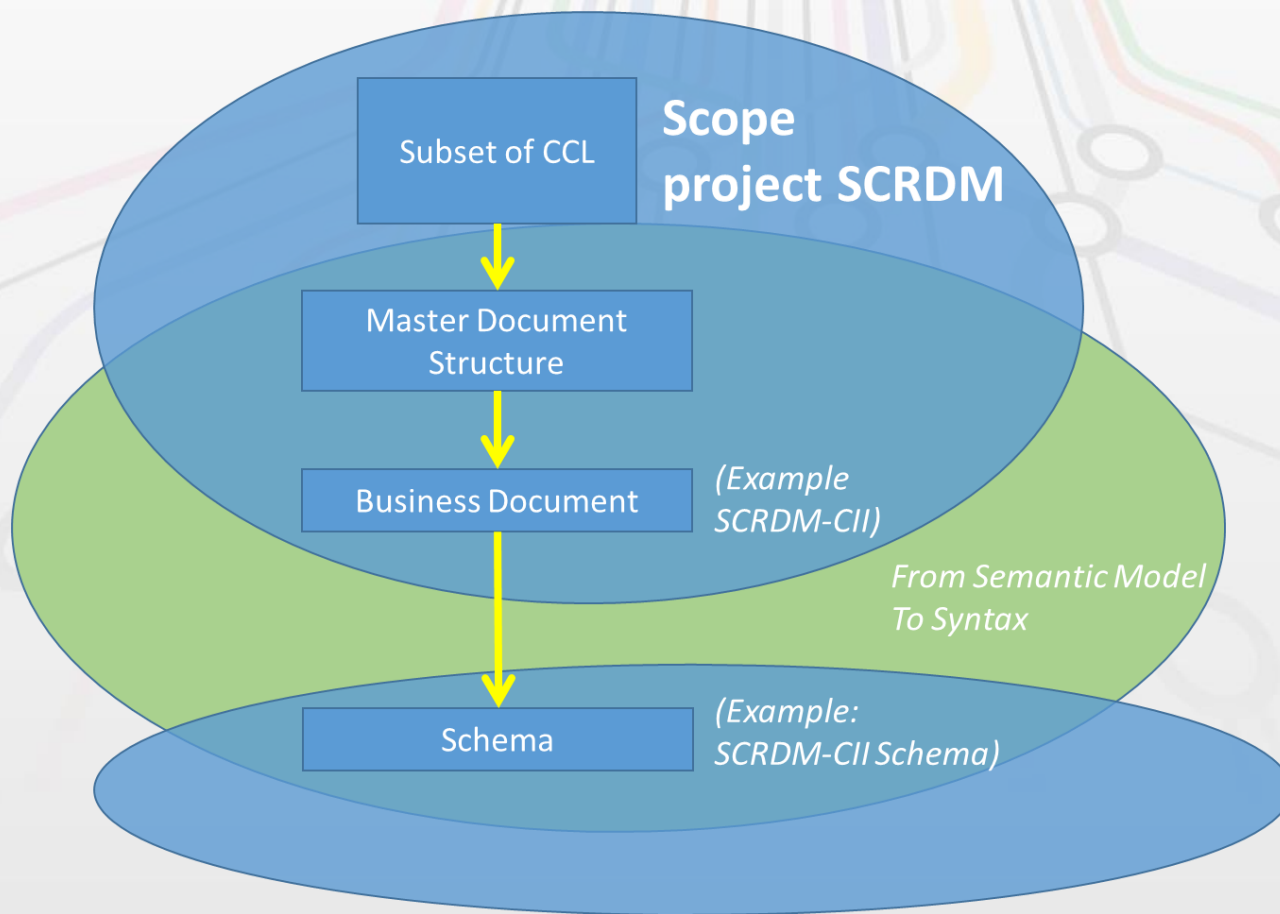 Subset of CCL
Scope
project SCRDM
Master Document
Structure
Business Document
(Example
SCRDM-CII)
From Semantic Model
To Syntax
Schema
(Example:
SCRDM-CII Schema)